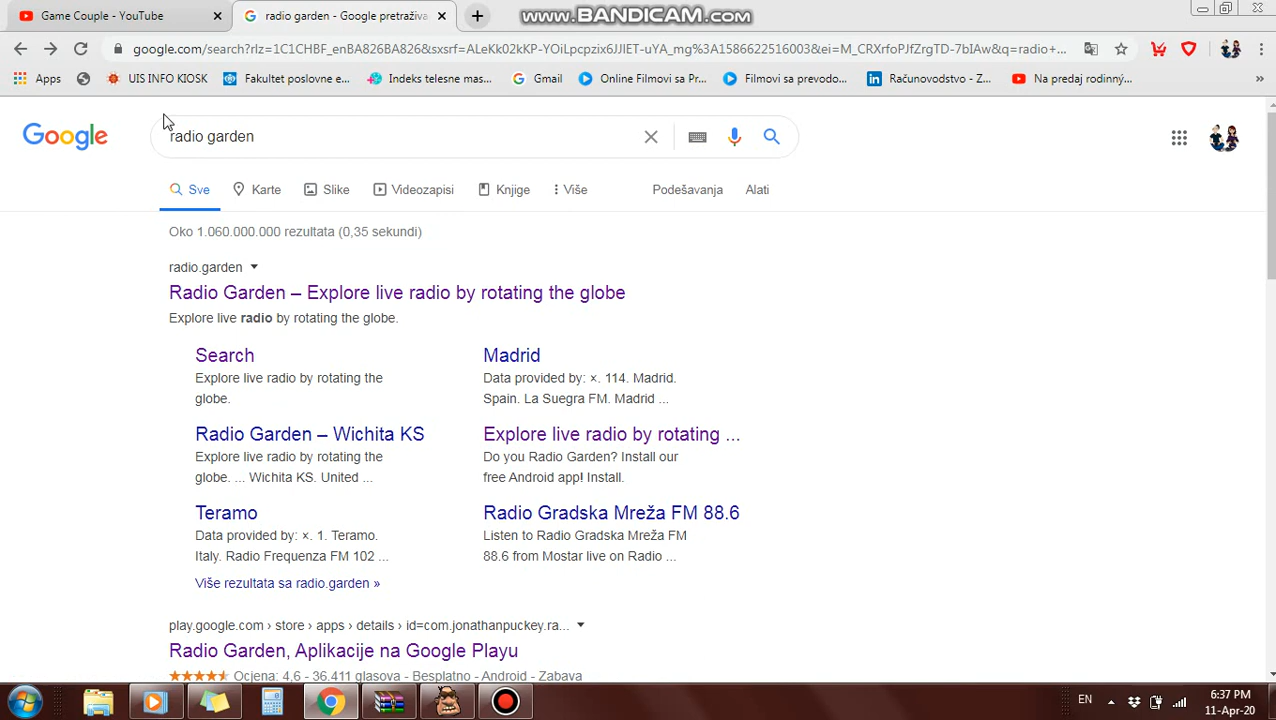 Game Couple - YouTube
radio garden - Google pretraživa
www.BANDICAM.com
google.com/search?rlz=1C1CHBF_enBA826BA826&sxsrf=ALeKk02kKP-YOiLpcpzix6JJIET-uYA_mg%3A1586622516003&ei=M_CRXrfoPJfZrgTD-7bIAw&q=radio+...
Apps
UIS INFO KIOSK
Fakultet poslovne e...
Indeks telesne mas...
Gmail
Online Filmovi sa Pr...
Filmovi sa prevodo...
Računovodstvo - Z...
Na predaj rodinný...
»
Google
radio garden
Sve
Karte
Slike
Videozapisi
Knjige
Više
Podešavanja
Alati
Oko 1.060.000.000 rezultata (0,35 sekundi)
radio.garden
Radio Garden – Explore live radio by rotating the globe
Explore live radio by rotating the globe.
Search
Explore live radio by rotating the
globe.
Madrid
Data provided by: ×. 114. Madrid.
Spain. La Suegra FM. Madrid ...
Radio Garden – Wichita KS
Explore live radio by rotating the
globe. ... Wichita KS. United ...
Explore live radio by rotating ...
Do you Radio Garden? Install our
free Android app! Install.
Teramo
Data provided by: ×. 1. Teramo.
Italy. Radio Frequenza FM 102 ...
Radio Gradska Mreža FM 88.6
Listen to Radio Gradska Mreža FM
88.6 from Mostar live on Radio ...
Više rezultata sa radio.garden »
play.google.com › store › apps › details › id=com.jonathanpuckey.ra...
Radio Garden, Aplikacije na Google Playu
Ocjena: 4,6 - 36.411 glasova - Besplatno - Android - Zabava
EN
6:37 PM
11-Apr-20